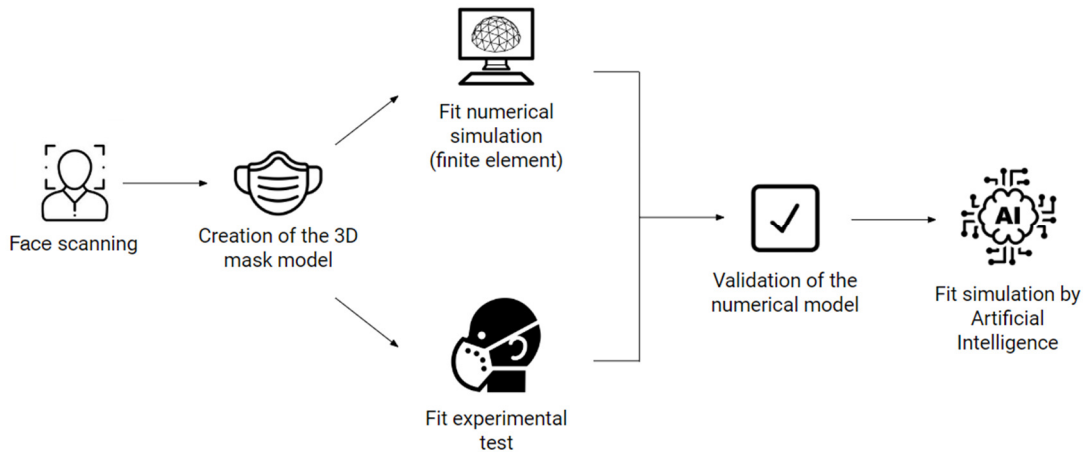 Face scanning
Creation of the 3D
mask model
Fit numerical
simulation
(finite element)
Fit experimental
test
Validation of the
numerical model
AI
Fit simulation by
Artificial
Intelligence